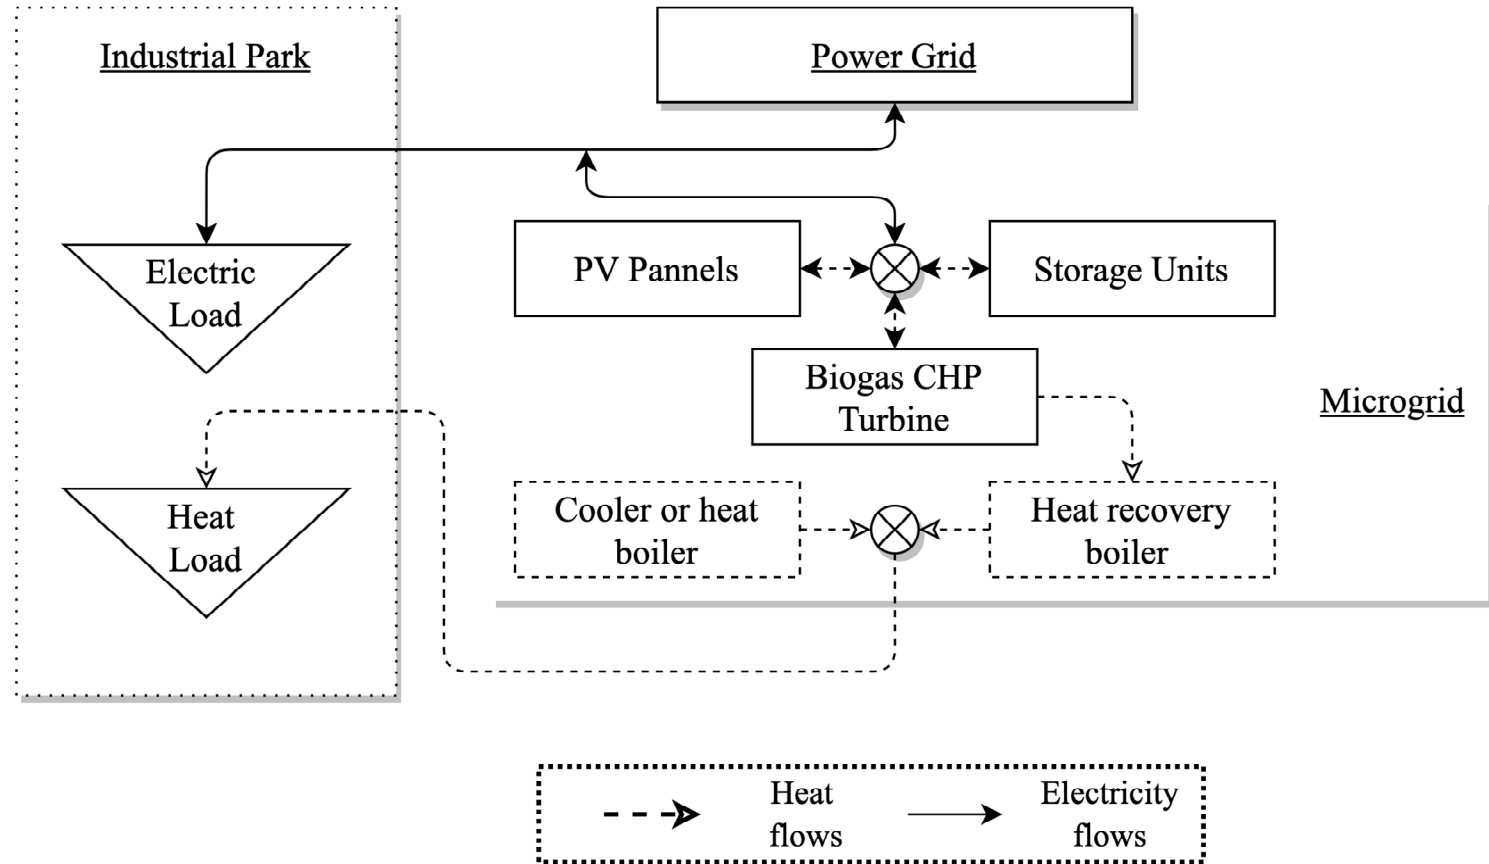 Industrial Park
Power Grid
Electric
Load
PV Pannels
Storage Units
Biogas CHP
Turbine
Microgrid
Heat
Load
Cooler or heat
boiler
Heat recovery
boiler
Heat
flows
Electricity
flows